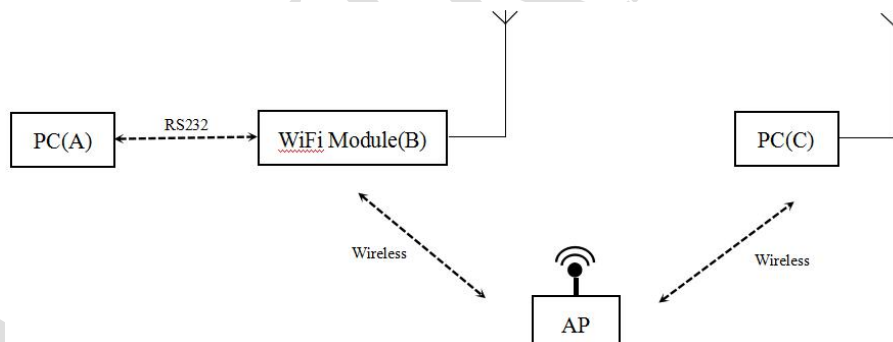 RS232
PC(A)
WiFi Module(B)
PC(C)
Wireless
Wireless
AP